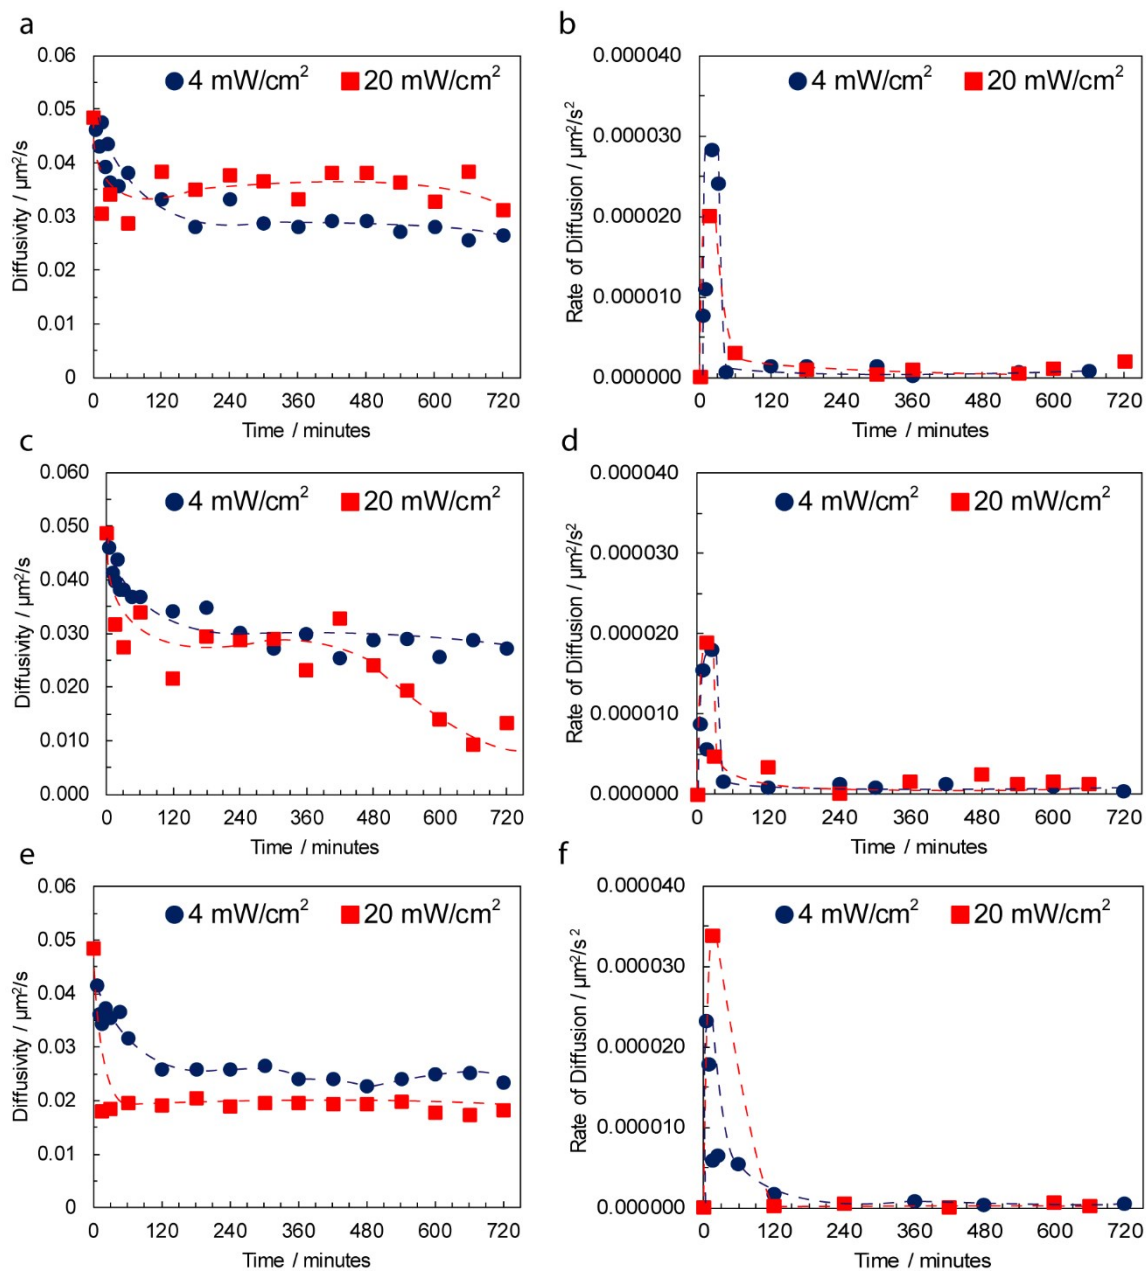 a
0.06
0.05
0.04
0.03
0.02
0.01
0
Diffusivity / µm²/s
4 mW/cm² 20 mW/cm²
0 120 240 360 480 600 720
Time / minutes
b
0.000040
0.000030
0.000020
0.000010
0.000000
Rate of Diffusion / µm²/s²
4 mW/cm² 20 mW/cm²
0 120 240 360 480 600 720
Time / minutes
c
0.060
0.050
0.040
0.030
0.020
0.010
0.000
Diffusivity / µm²/s
4 mW/cm² 20 mW/cm²
0 120 240 360 480 600 720
Time / minutes
d
0.000040
0.000030
0.000020
0.000010
0.000000
Rate of Diffusion / µm²/s²
4 mW/cm² 20 mW/cm²
0 120 240 360 480 600 720
Time / minutes
e
0.06
0.05
0.04
0.03
0.02
0.01
0
Diffusivity / µm²/s
4 mW/cm² 20 mW/cm²
0 120 240 360 480 600 720
Time / minutes
f
0.000040
0.000030
0.000020
0.000010
0.000000
Rate of Diffusion / µm²/s²
4 mW/cm² 20 mW/cm²
0 120 240 360 480 600 720
Time / minutes